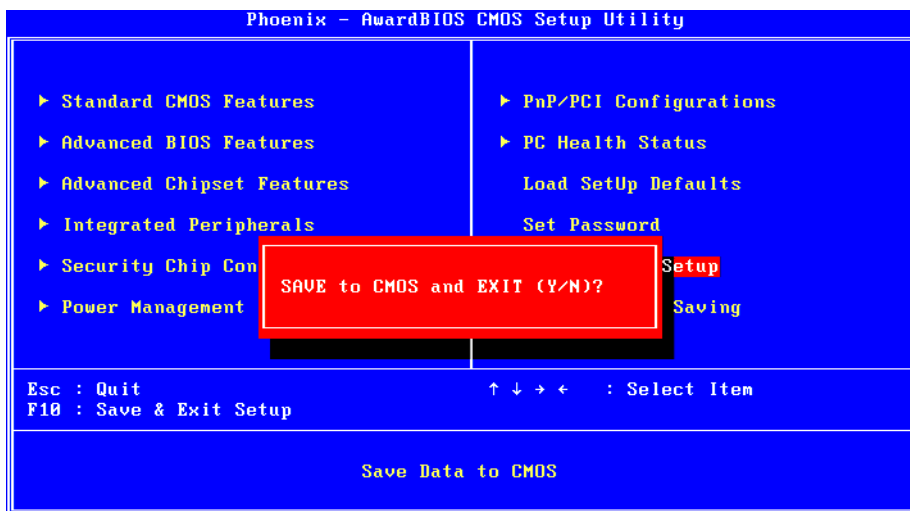 Phoenix - AwardBIOS CMOS Setup Utility
▶ Standard CMOS Features
▶ Advanced BIOS Features
▶ Advanced Chipset Features
▶ Integrated Peripherals
▶ Security Chip Con
▶ Power Management
▶ PnP/PCI Configurations
▶ PC Health Status
Load SetUp Defaults
Set Password
Setup
Saving
SAVE to CMOS and EXIT (Y/N)?
Esc : Quit
F10 : Save & Exit Setup
↑ ↓ → ← : Select Item
Save Data to CMOS